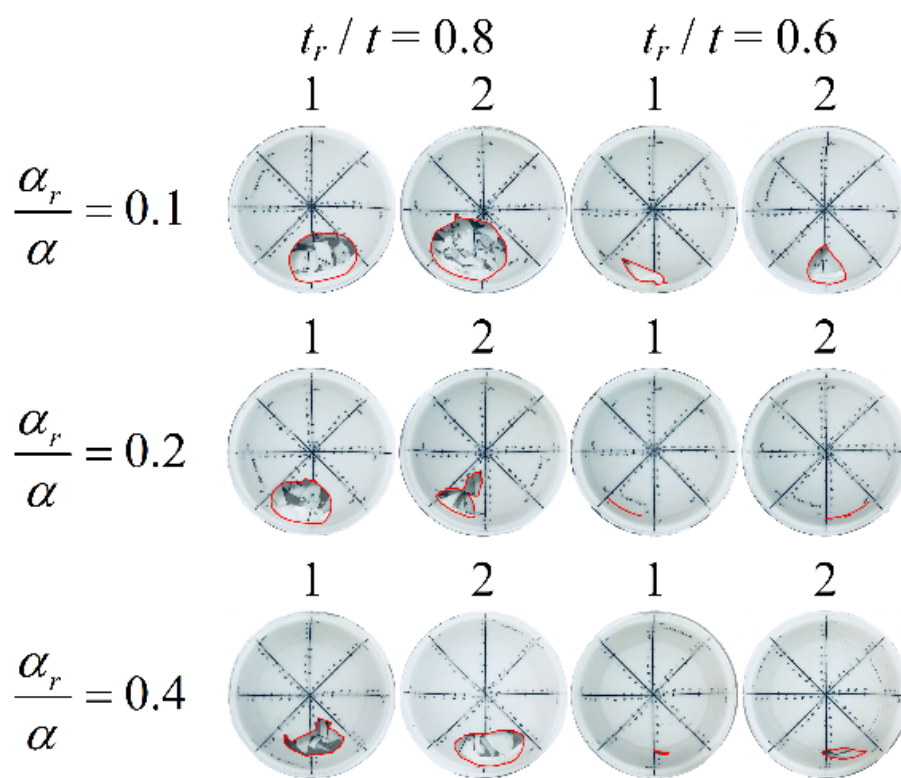 t_r / t = 0.8 t_r / t = 0.6
1 2 1 2
α_r/α = 0.1
1 2 1 2
α_r/α = 0.2
1 2 1 2
α_r/α = 0.4